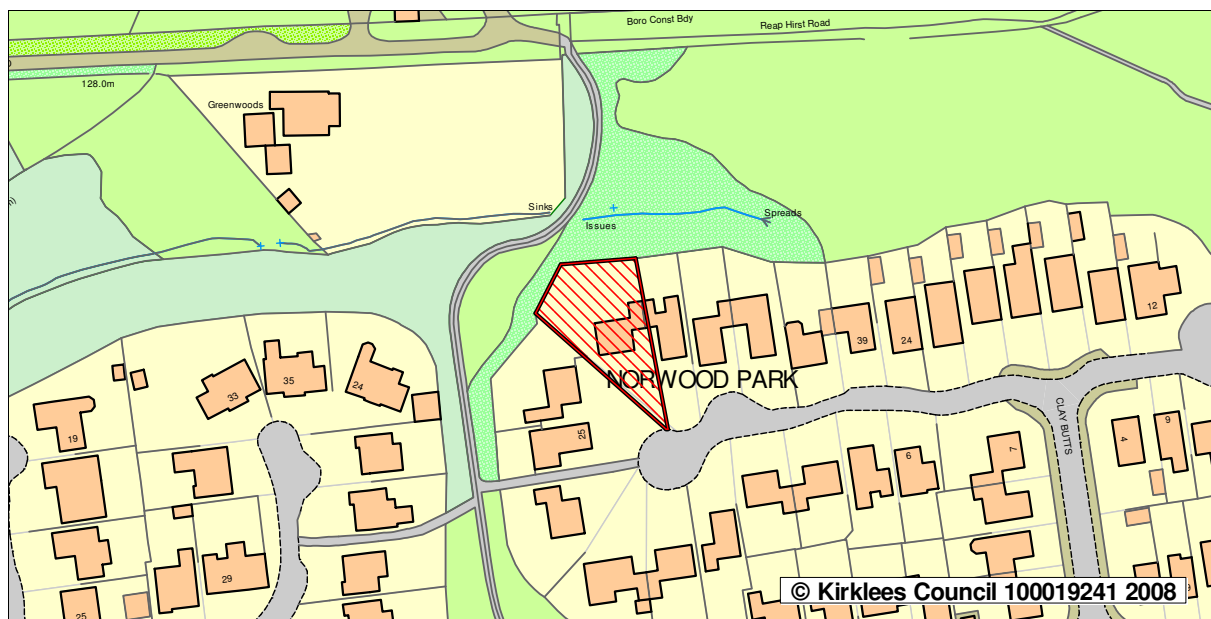 Boro Const Bdy
Reap Hirst Road
128.0m
Greenwoods
Sinks
Issues
Spreads
12
39
24
NORWOOD PARK
35
24
33
19
25
CLAY BUTTS
4
9
7
6
29
25
© Kirklees Council 100019241 2008